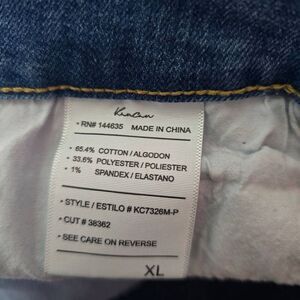 KanCan
• RN# 144635 MADE IN CHINA
• 65.4% COTTON / ALGODON
• 33.6% POLYESTER / POLIESTER
• 1% SPANDEX / ELASTANO
• STYLE / ESTILO # KC7326M-P
• CUT # 38362
• SEE CARE ON REVERSE
XL